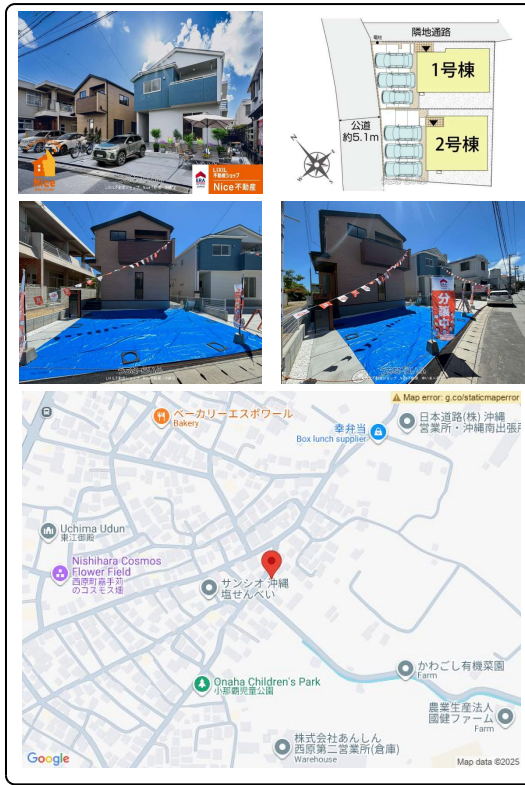 Nice
LIXIL
不動産ショップ
ERA
Nice不動産
隣地通路
電柱
1号棟
公道
約5.1m
2号棟
分譲中
Map error: g.co/staticmaperror
ベーカリーエスポワール
Bakery
幸弁当
Box lunch supplier
日本道路(株) 沖縄
営業所・沖縄南出張所
Uchima Udun
東江御殿
Nishihara Cosmos
Flower Field
西原町嘉手苅
のコスモス畑
サンシオ 沖縄
塩せんべい
Onaha Children's Park
小那覇児童公園
かわごし有機菜園
Farm
農業生産法人
國健ファーム
Farm
株式会社あんしん
西原第二営業所(倉庫)
Warehouse
Google
Map data ©2025